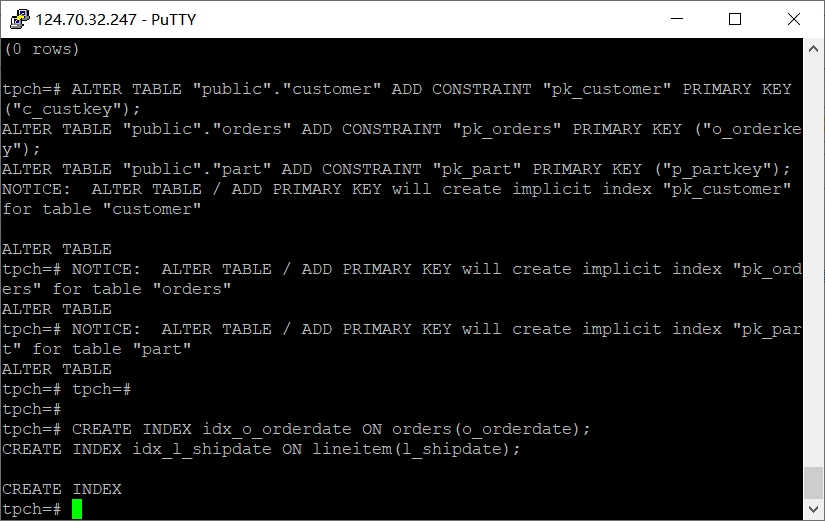 124.70.32.247 - PuTTY
(0 rows)
tpch=# ALTER TABLE "public"."customer" ADD CONSTRAINT "pk_customer" PRIMARY KEY
("c_custkey");
ALTER TABLE "public"."orders" ADD CONSTRAINT "pk_orders" PRIMARY KEY ("o_orderke
y");
ALTER TABLE "public"."part" ADD CONSTRAINT "pk_part" PRIMARY KEY ("p_partkey");
NOTICE:  ALTER TABLE / ADD PRIMARY KEY will create implicit index "pk_customer"
for table "customer"
ALTER TABLE
tpch=# NOTICE:  ALTER TABLE / ADD PRIMARY KEY will create implicit index "pk_ord
ers" for table "orders"
ALTER TABLE
tpch=# NOTICE:  ALTER TABLE / ADD PRIMARY KEY will create implicit index "pk_par
t" for table "part"
ALTER TABLE
tpch=# tpch=#
tpch=#
tpch=# CREATE INDEX idx_o_orderdate ON orders(o_orderdate);
CREATE INDEX idx_l_shipdate ON lineitem(l_shipdate);
CREATE INDEX
tpch=#